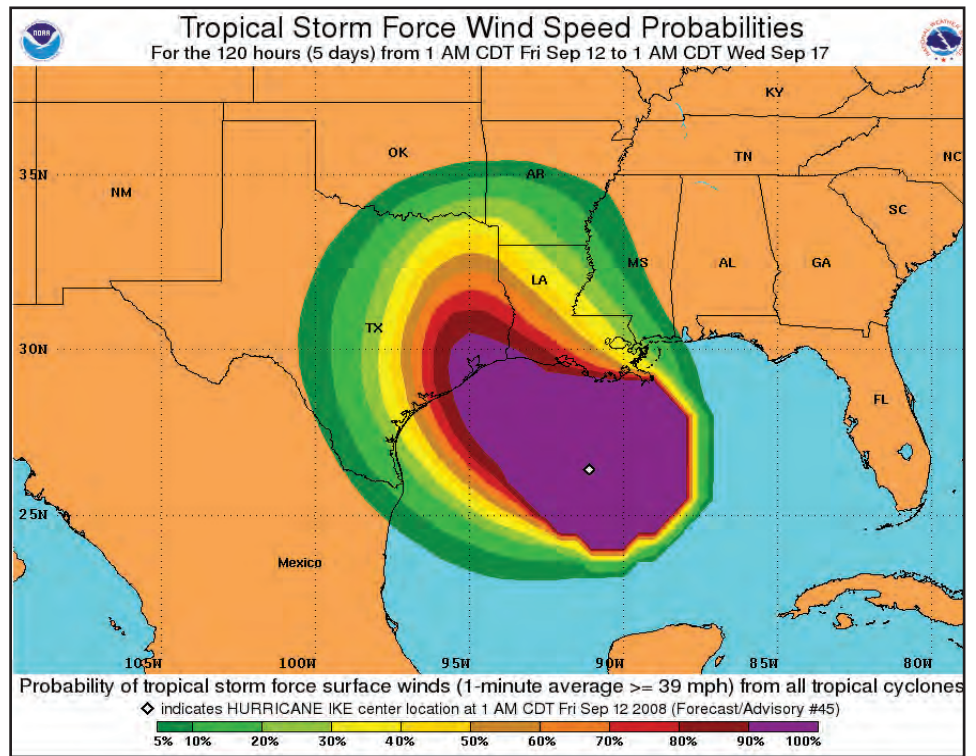 Tropical Storm Force Wind Speed Probabilities
For the 120 hours (5 days) from 1 AM CDT Fri Sep 12 to 1 AM CDT Wed Sep 17
NOAA
KY
OK
TN
NC
AR
35N
NM
SC
MS
AL
GA
LA
TX
30N
FL
25N
Mexico
105W 100W 95W 90W 85W 80W
Probability of tropical storm force surface winds (1-minute average >= 39 mph) from all tropical cyclones
indicates HURRICANE IKE center location at 1 AM CDT Fri Sep 12 2008 (Forecast/Advisory #45)
5% 10% 20% 30% 40% 50% 60% 70% 80% 90% 100%